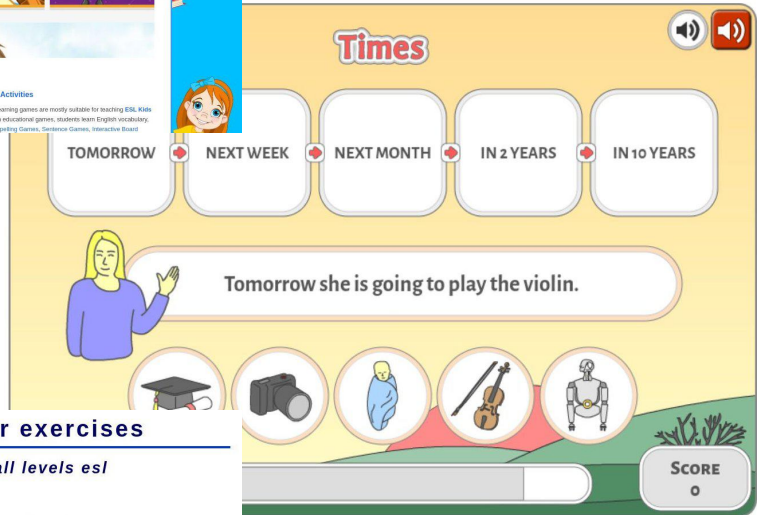 Times
Activities
earning games are mostly suitable for teaching ESL Kids
educational games, students learn English vocabulary,
pelling Games, Sentence Games, Interactive Board
TOMORROW
NEXT WEEK
NEXT MONTH
IN 2 YEARS
IN 10 YEARS
Tomorrow she is going to play the violin.
r exercises
all levels esl
SCORE
0